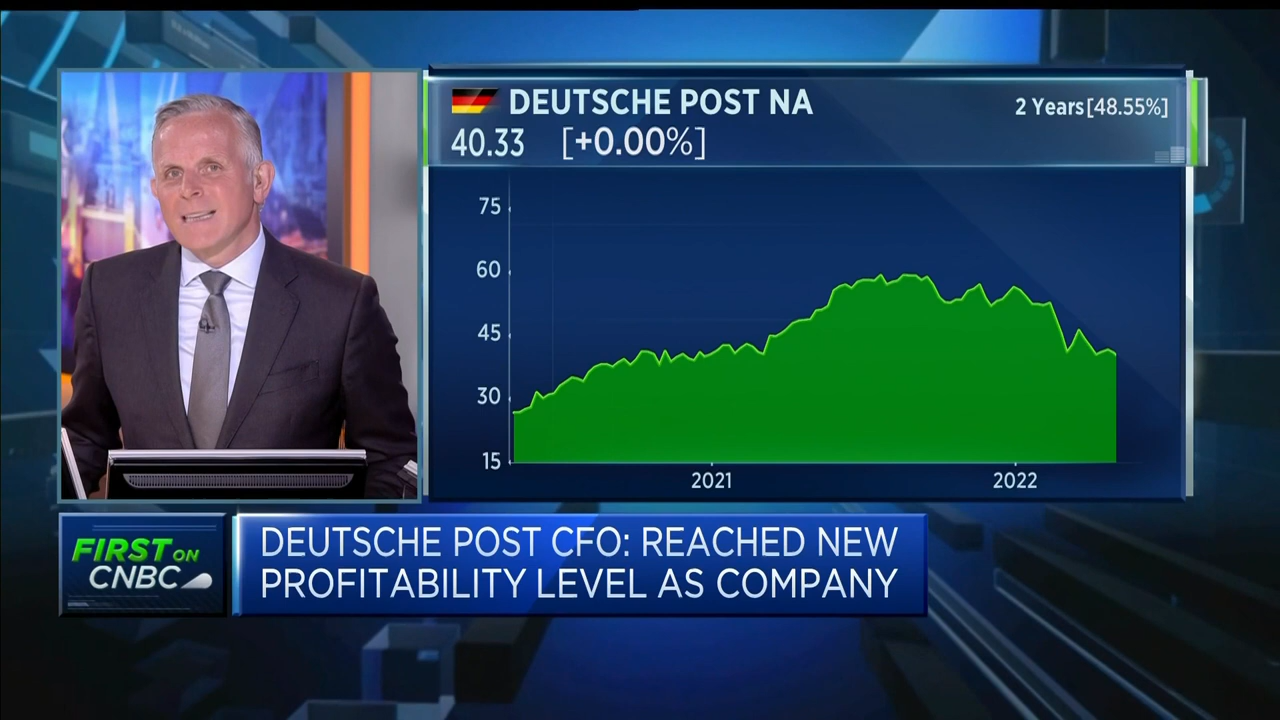 DEUTSCHE POST NA
2 Years[48.55%]
40.33 [+0.00%]
75
60
45
30
15
2021
2022
FIRST ON
CNBC
DEUTSCHE POST CFO: REACHED NEW
PROFITABILITY LEVEL AS COMPANY